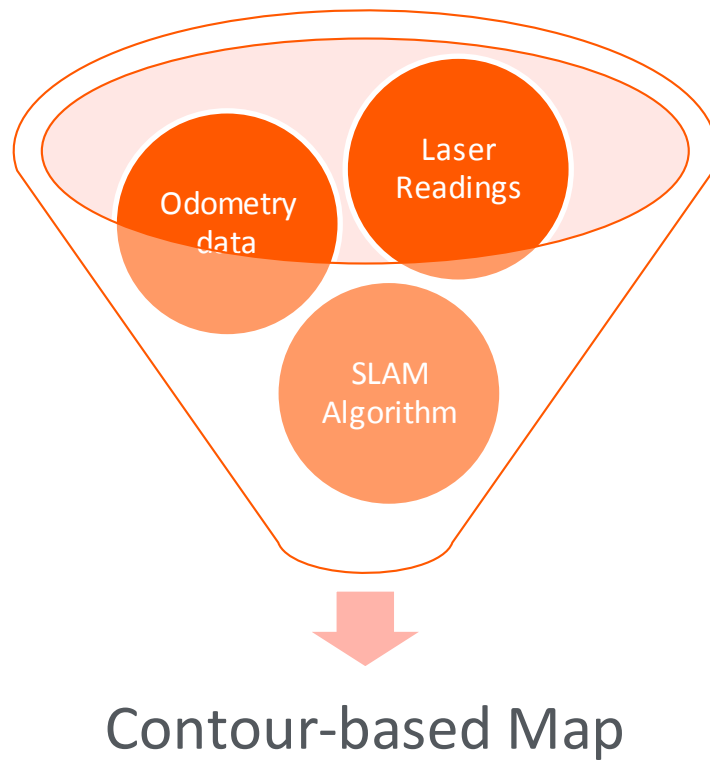 Laser
Readings
Odometry
data
SLAM
Algorithm
Contour-based Map